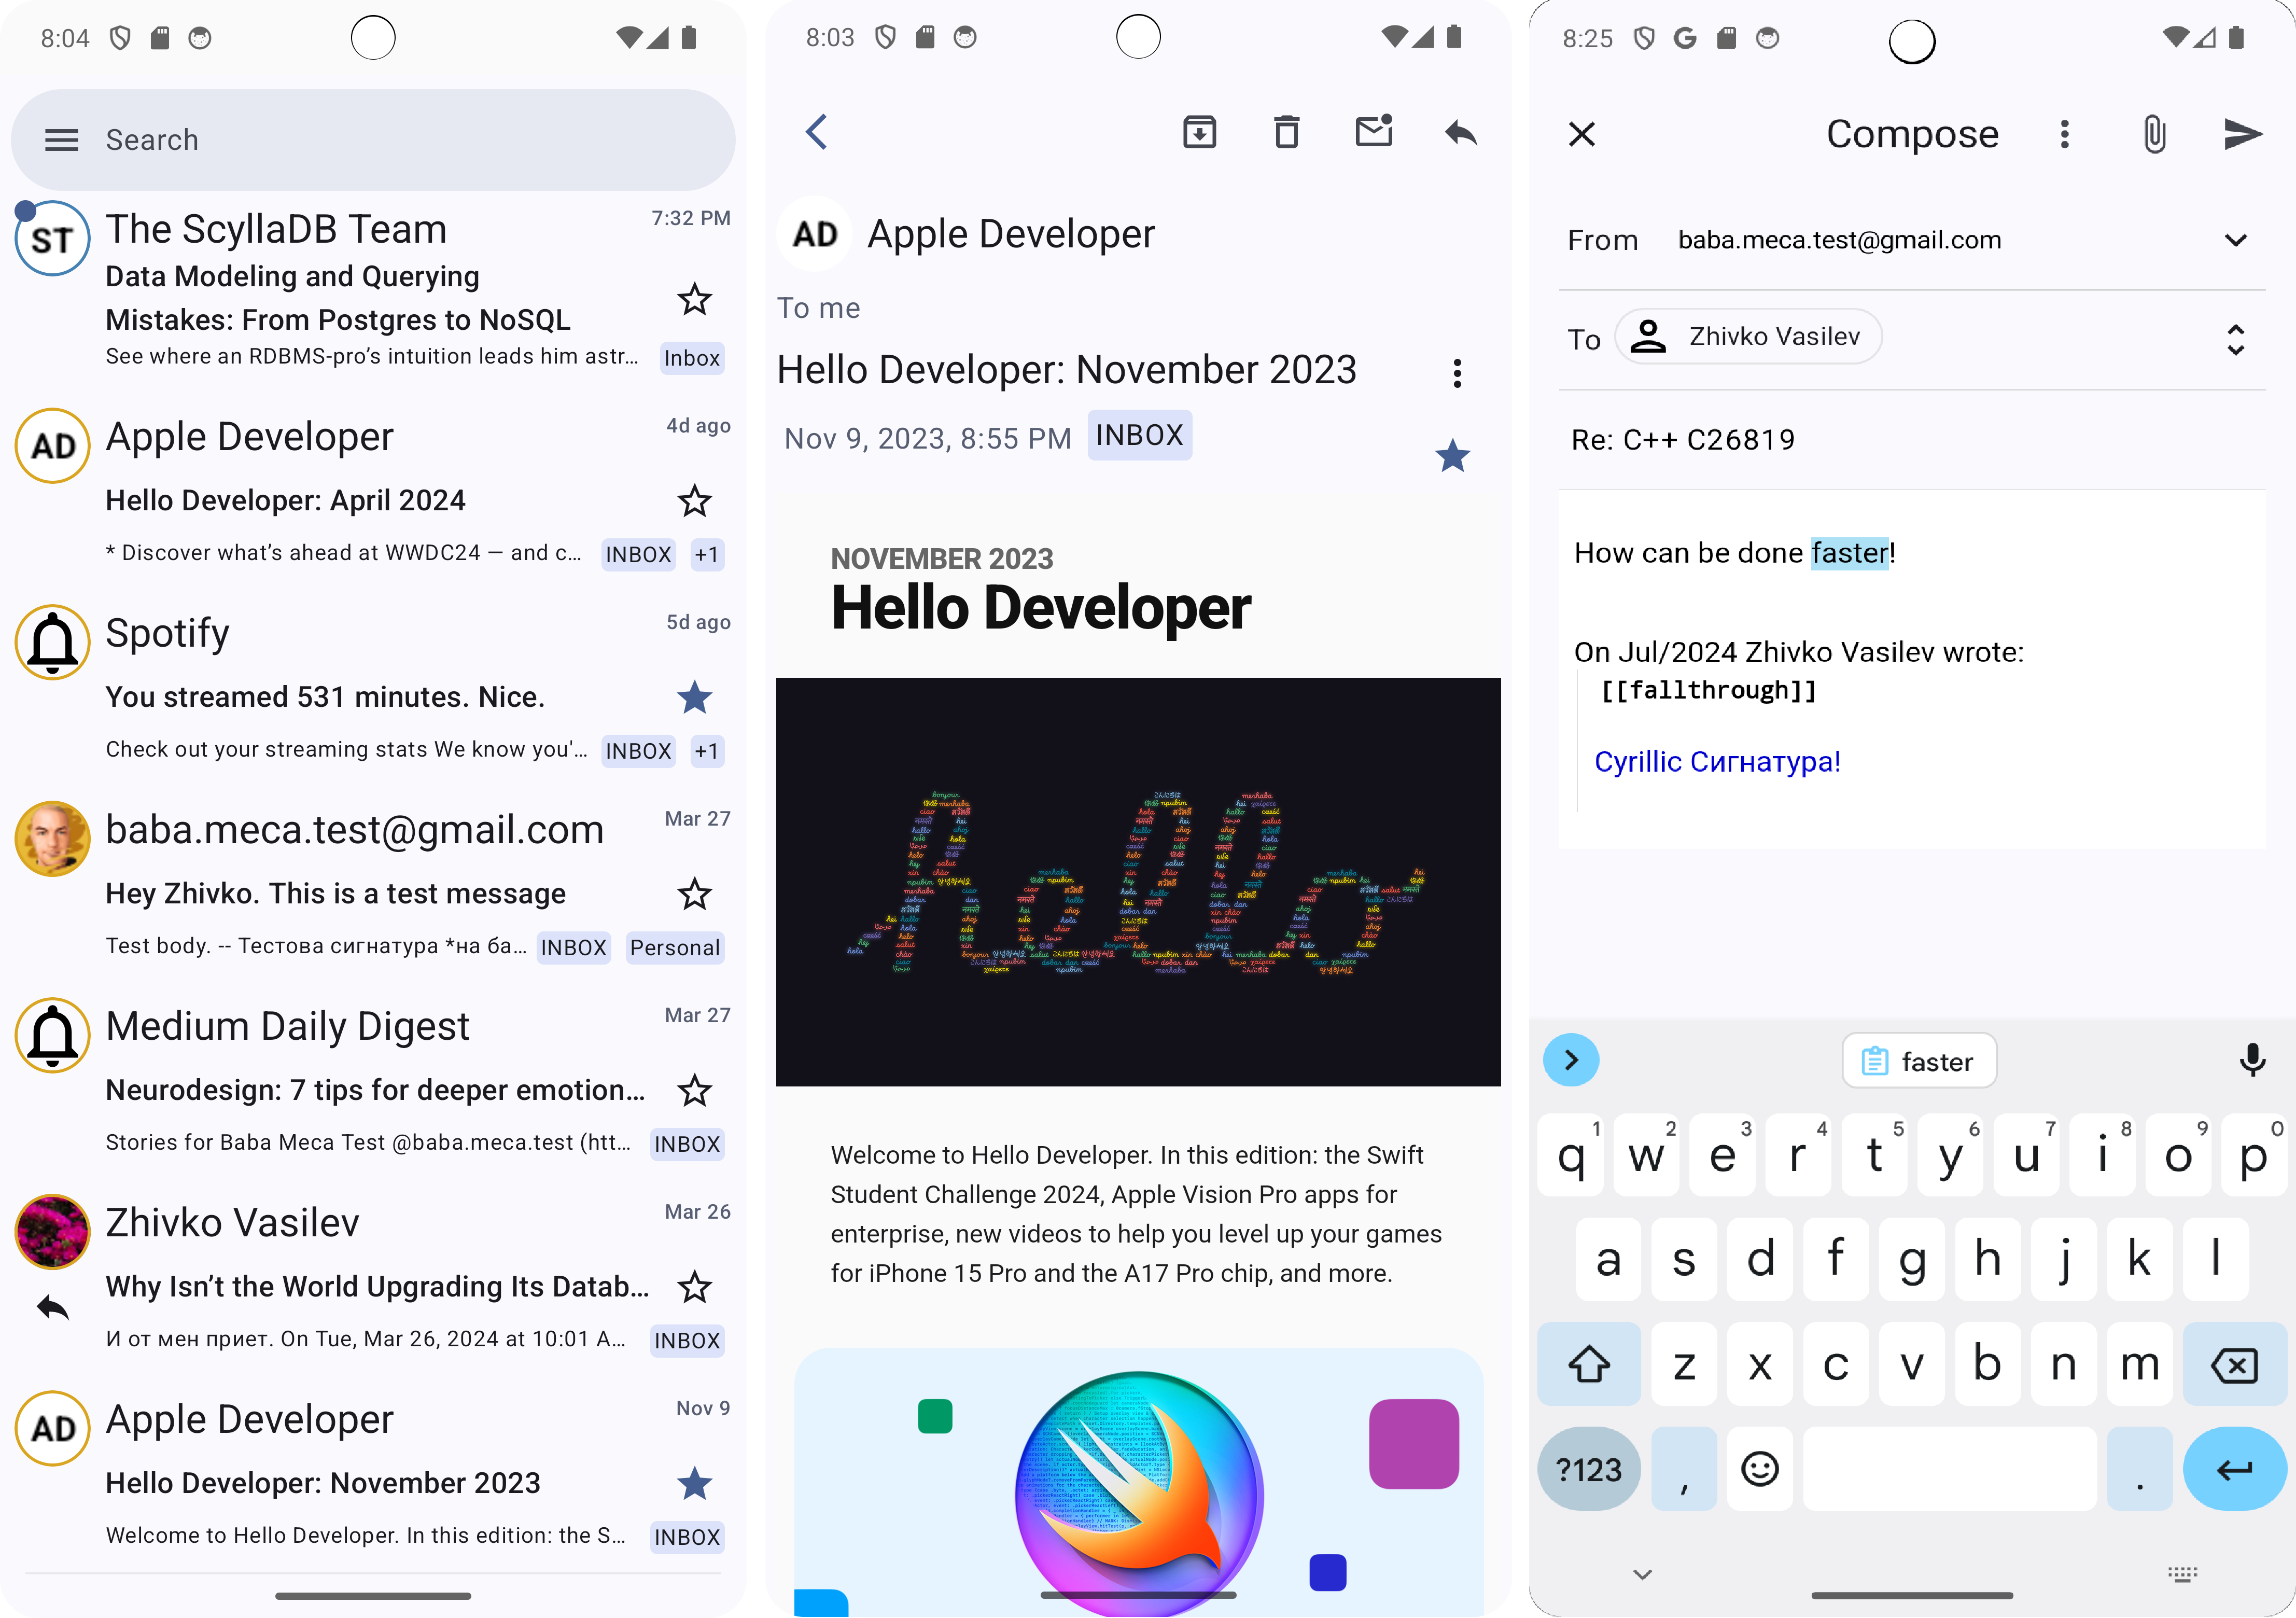 8:04
Search
ST
The ScyllaDB Team
7:32 PM
Data Modeling and Querying
Mistakes: From Postgres to NoSQL
See where an RDBMS-pro’s intuition leads him astr...
Inbox
AD
Apple Developer
4d ago
Hello Developer: April 2024
* Discover what’s ahead at WWDC24 — and c...
INBOX
+1
Spotify
5d ago
You streamed 531 minutes. Nice.
Check out your streaming stats We know you'...
INBOX
+1
baba.meca.test@gmail.com
Mar 27
Hey Zhivko. This is a test message
Test body. -- Тестова сигнатура *на ба...
INBOX
Personal
Medium Daily Digest
Mar 27
Neurodesign: 7 tips for deeper emotion...
Stories for Baba Meca Test @baba.meca.test (htt...
INBOX
Zhivko Vasilev
Mar 26
Why Isn’t the World Upgrading Its Datab...
И от мен приет. On Tue, Mar 26, 2024 at 10:01 A...
INBOX
AD
Apple Developer
Nov 9
Hello Developer: November 2023
Welcome to Hello Developer. In this edition: the S...
INBOX
8:03
AD
Apple Developer
To me
Hello Developer: November 2023
Nov 9, 2023, 8:55 PM
INBOX
NOVEMBER 2023
Hello Developer
Welcome to Hello Developer. In this edition: the Swift
Student Challenge 2024, Apple Vision Pro apps for
enterprise, new videos to help you level up your games
for iPhone 15 Pro and the A17 Pro chip, and more.
8:25
Compose
From
baba.meca.test@gmail.com
To
Zhivko Vasilev
Re: C++ C26819
How can be done faster!
On Jul/2024 Zhivko Vasilev wrote:
[[fallthrough]]
Cyrillic Сигнатура!
faster
q1 w2 e3 r4 t5 y6 u7 i8 o9 p0
a s d f g h j k l
z x c v b n m
?123 , .